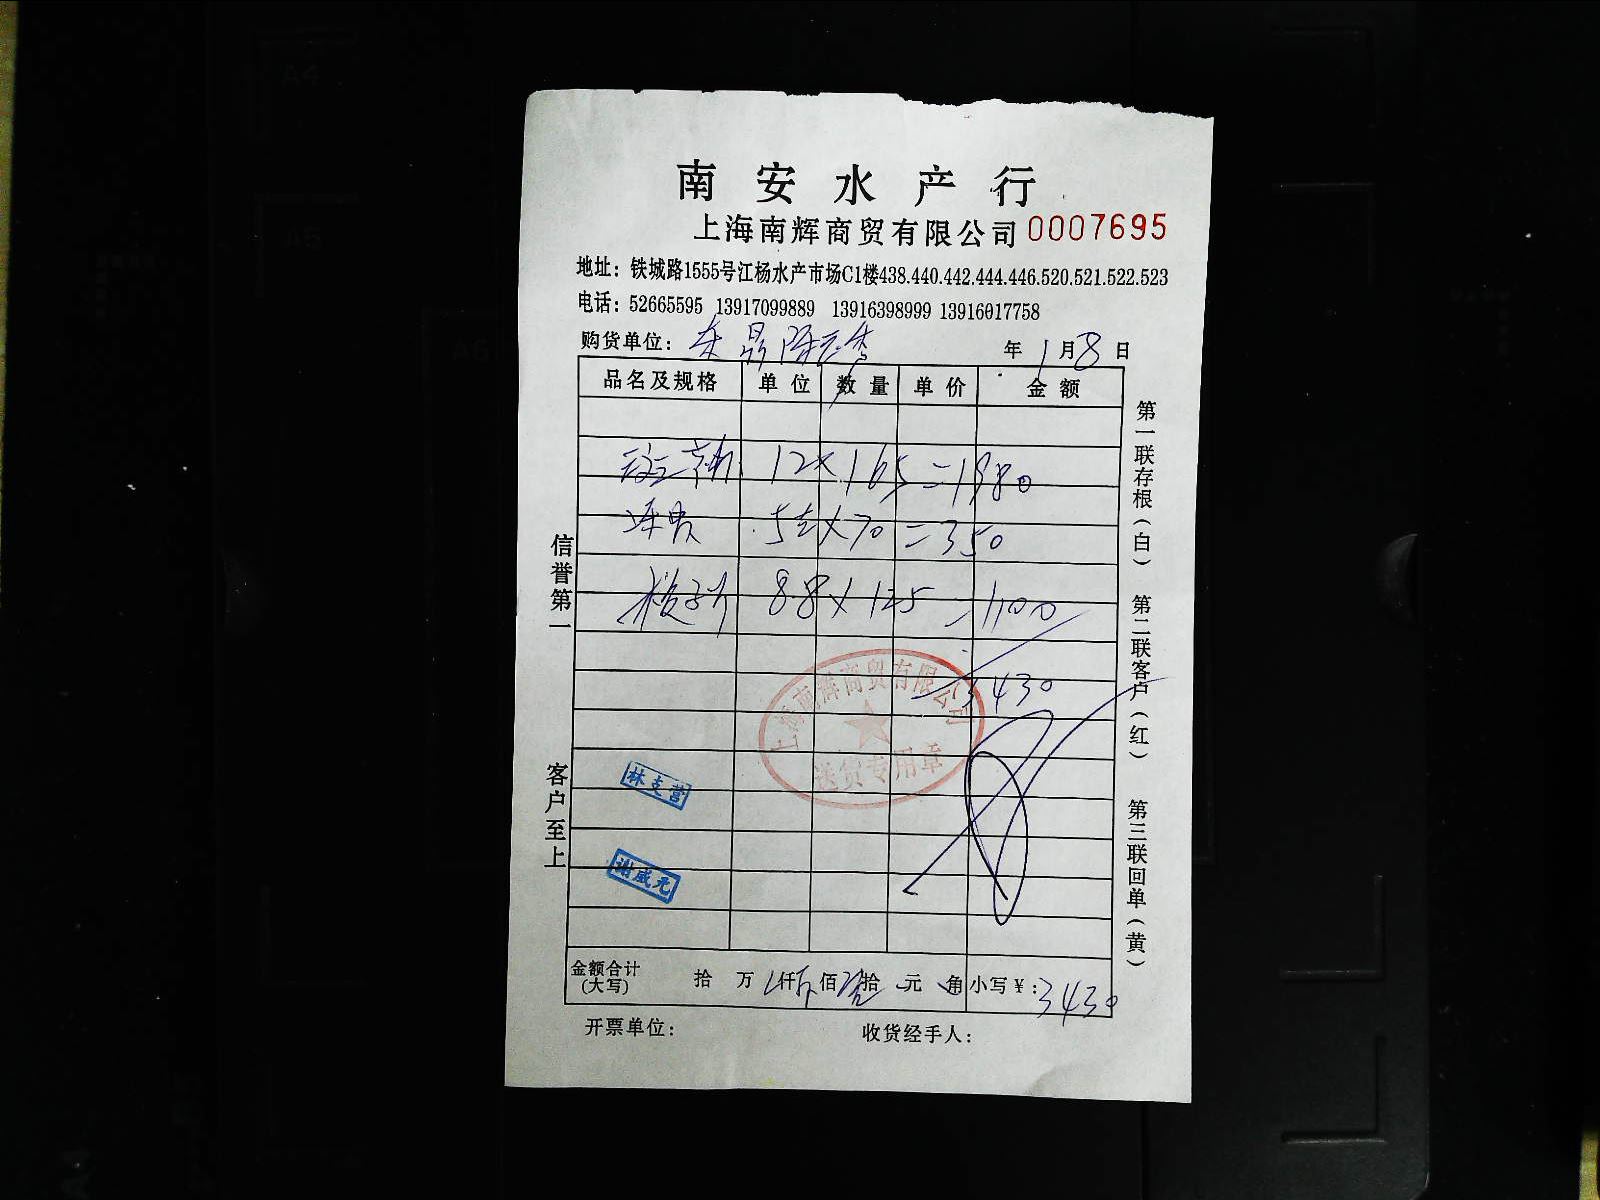 南安水产行
上海南辉商贸有限公司 0007695
地址：铁城路1555号江杨水产市场C1楼438.440.442.444.446.520.521.522.523
电话：52665595 13917099889 13916398999 13916017758
购货单位： 年 1 月 8 日
品名及规格 单位 数量 单价 金额
12 × 165 = 1980
5 × 70 = 350
8.8 × 125 = 1100
3430
上海南辉商贸有限公司
送货专用章
林支营
谢威元
金额合计（大写） 拾 万 仟 佰 拾 元 角 小写￥：3430
开票单位： 收货经手人：
信誉第一 客户至上
第一联存根（白） 第二联客户（红） 第三联回单（黄）
A4
A5
A6